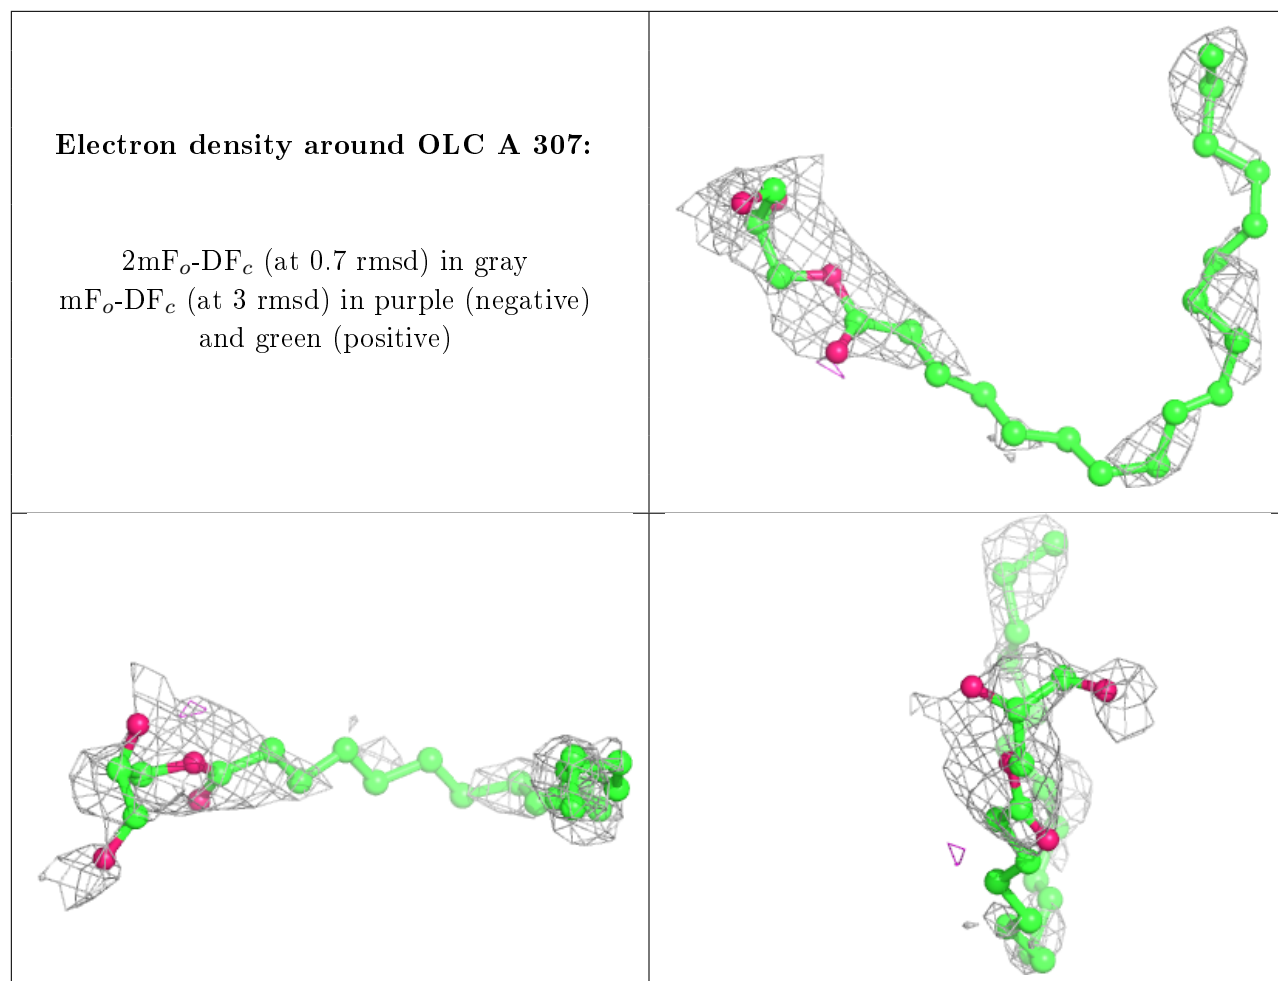 Electron density around OLC A 307:
2mFo-DFc (at 0.7 rmsd) in gray
mFo-DFc (at 3 rmsd) in purple (negative)
and green (positive)